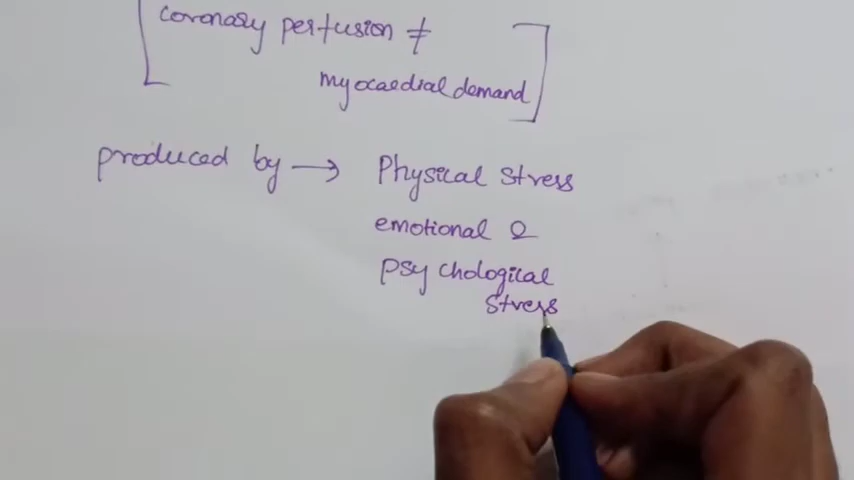 coronary perfusion ≠
myocardial demand
produced by → Physical stress
emotional &
psychological
stress